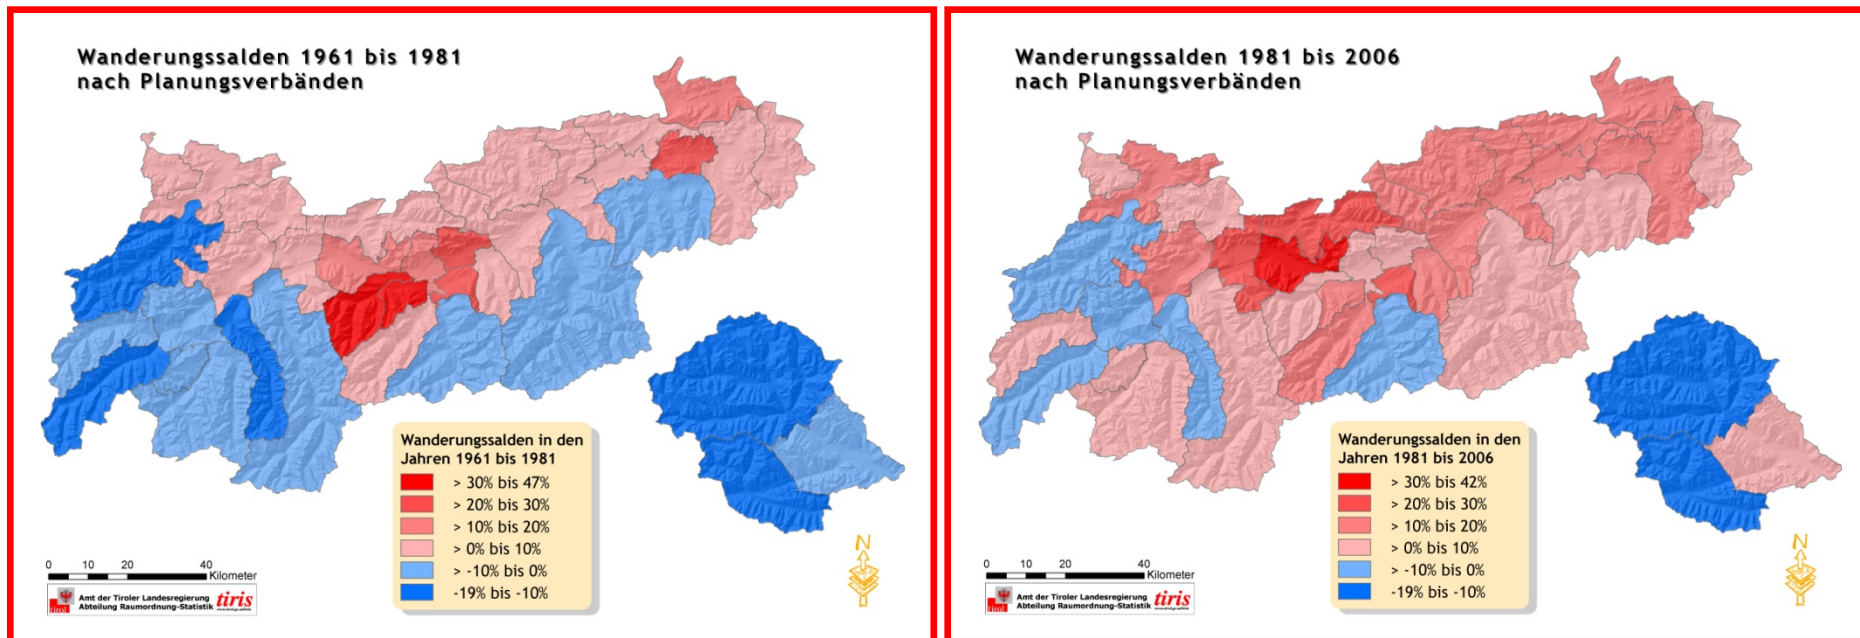 Wanderungssalden 1961 bis 1981
nach Planungsverbänden
Wanderungssalden in den
Jahren 1961 bis 1981
> 30% bis 47%
> 20% bis 30%
> 10% bis 20%
> 0% bis 10%
> -10% bis 0%
-19% bis -10%
0 5 10 20 40
Kilometer
tirol
Amt der Tiroler Landesregierung
Abteilung Raumordnung-Statistik
tiris
N
Wanderungssalden 1981 bis 2006
nach Planungsverbänden
Wanderungssalden in den
Jahren 1981 bis 2006
> 30% bis 42%
> 20% bis 30%
> 10% bis 20%
> 0% bis 10%
> -10% bis 0%
-19% bis -10%
0 5 10 20 40
Kilometer
tirol
Amt der Tiroler Landesregierung
Abteilung Raumordnung-Statistik
tiris
N